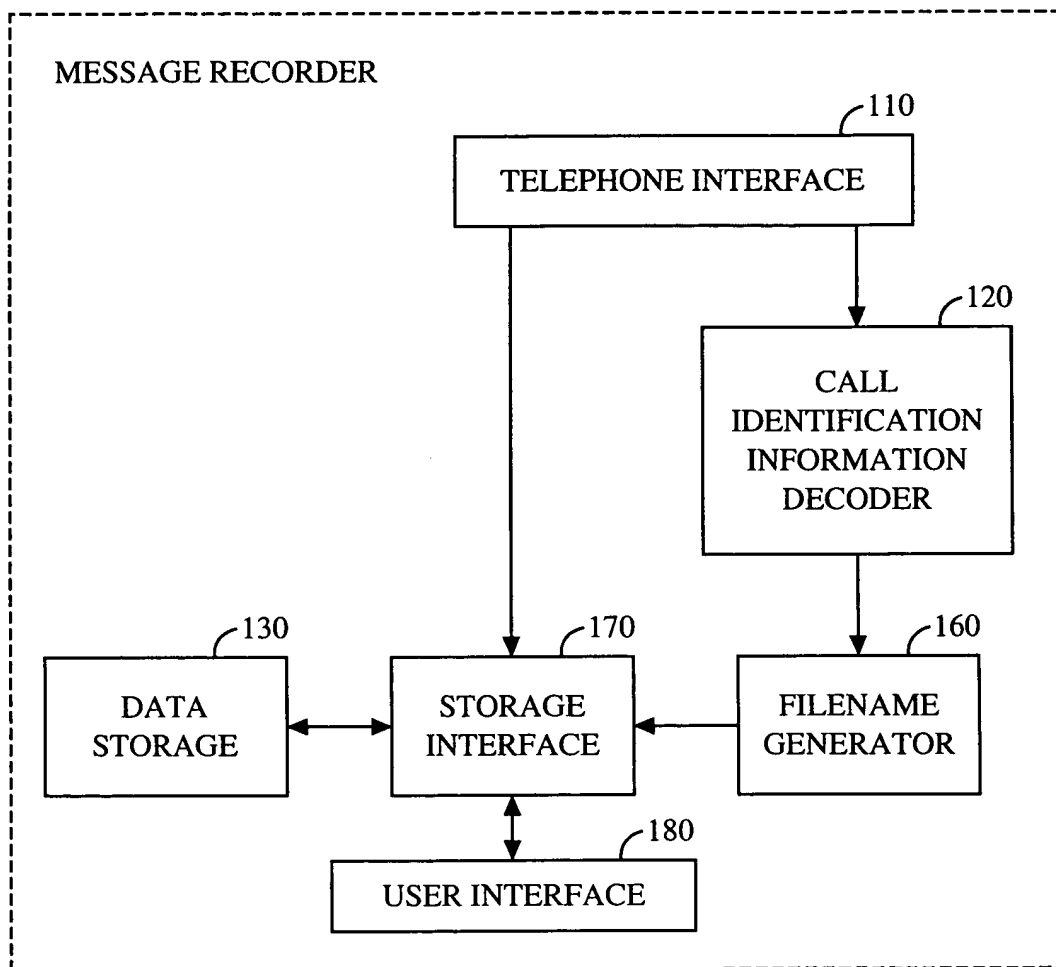 MESSAGE RECORDER
110
TELEPHONE INTERFACE
120
CALL
IDENTIFICATION
INFORMATION
DECODER
130
DATA
STORAGE
170
STORAGE
INTERFACE
160
FILENAME
GENERATOR
180
USER INTERFACE